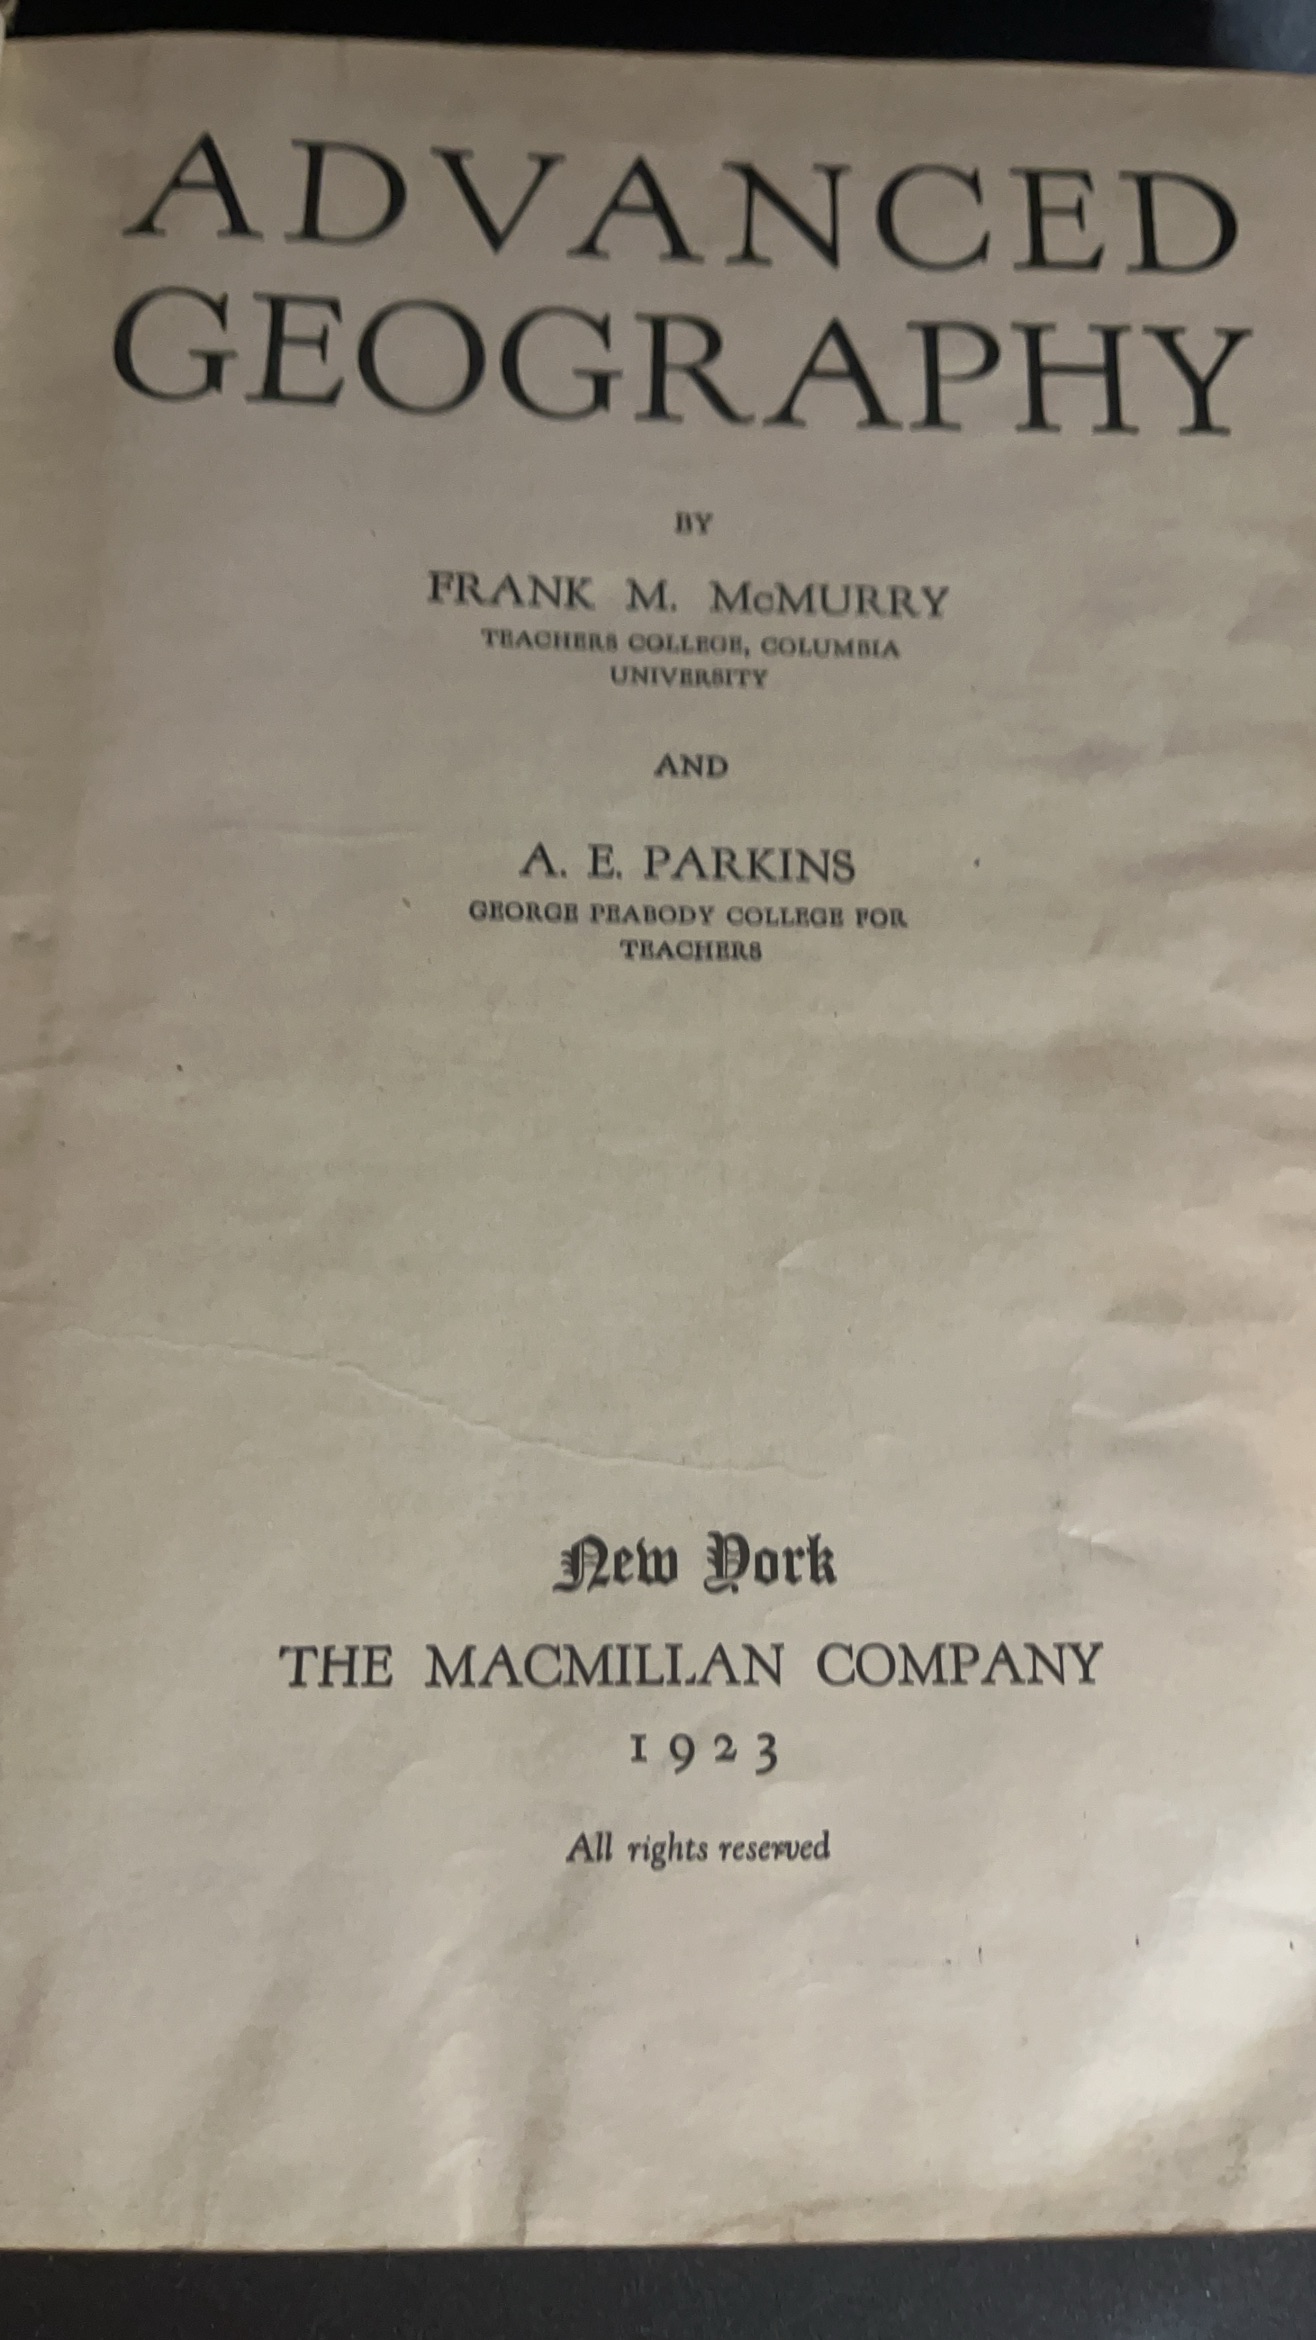 ADVANCED
GEOGRAPHY
BY
FRANK M. McMURRY
TEACHERS COLLEGE, COLUMBIA
UNIVERSITY
AND
A. E. PARKINS
GEORGE PEABODY COLLEGE FOR
TEACHERS
New York
THE MACMILLAN COMPANY
1923
All rights reserved